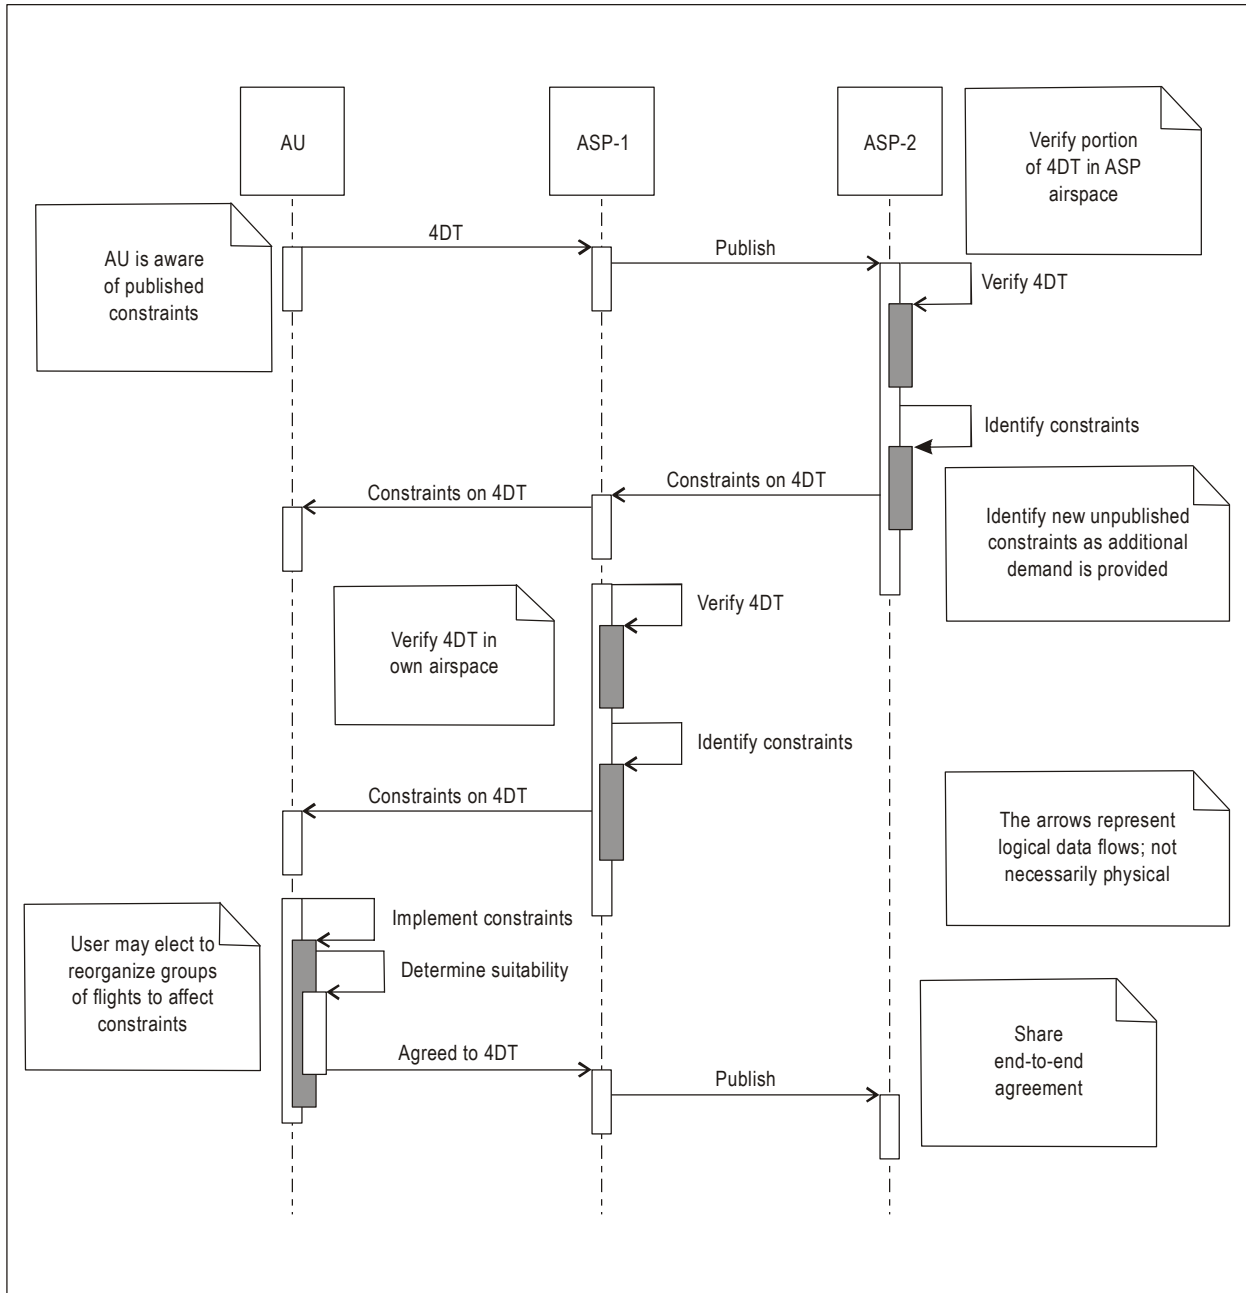 AU
ASP-1
ASP-2
Verify portion
of 4DT in ASP
airspace
AU is aware
of published
constraints
4DT
Publish
Verify 4DT
Identify constraints
Constraints on 4DT
Constraints on 4DT
Identify new unpublished
constraints as additional
demand is provided
Verify 4DT
Verify 4DT in
own airspace
Identify constraints
Constraints on 4DT
The arrows represent
logical data flows; not
necessarily physical
Implement constraints
User may elect to
reorganize groups
of flights to affect
constraints
Determine suitability
Agreed to 4DT
Publish
Share
end-to-end
agreement